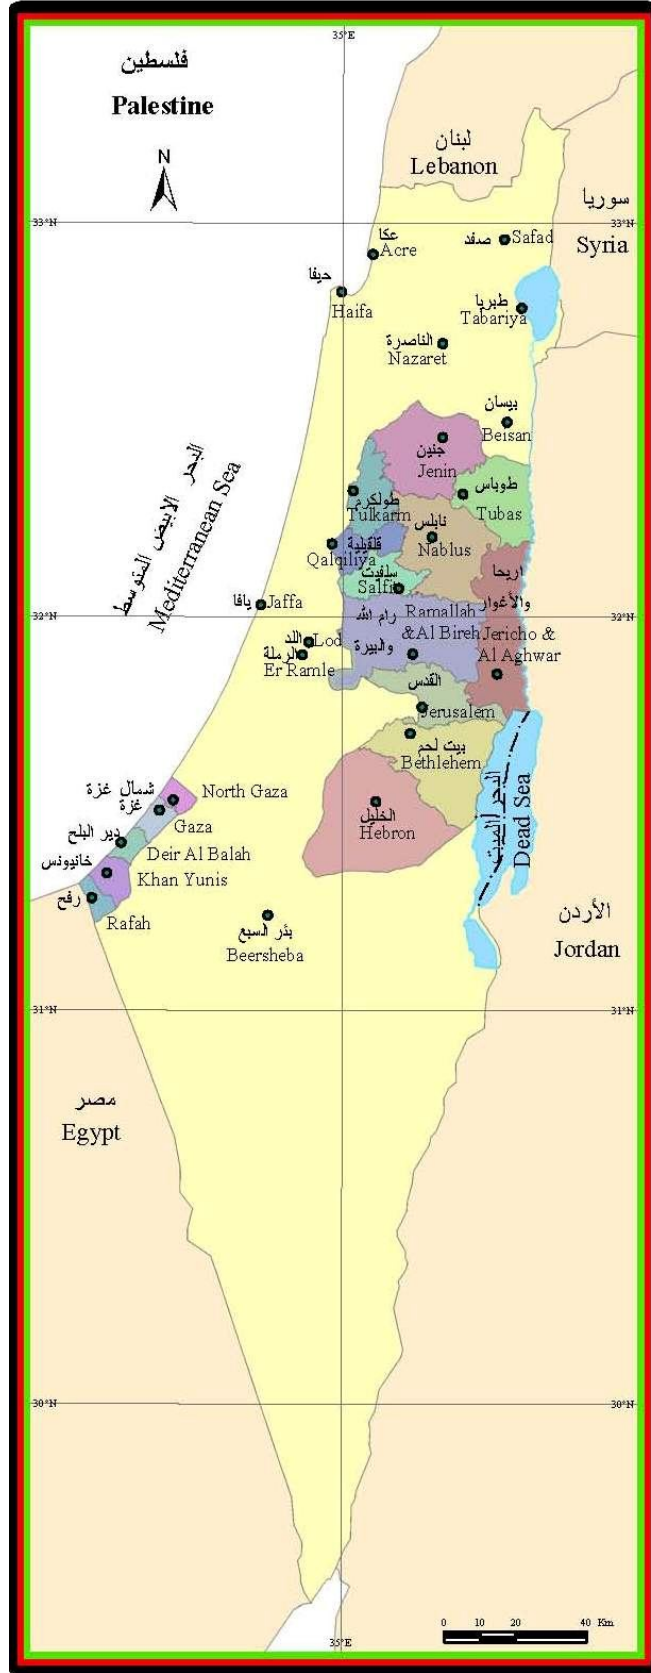 35°E
فلسطين
Palestine
N
لبنان
Lebanon
سوريا
Syria
33°N
33°N
عكا
Acre
صفد
Safad
حيفا
Haifa
طبريا
Tabariya
الناصرة
Nazaret
بيسان
Beisan
البحر الابيض المتوسط
Mediterranean Sea
جنين
Jenin
طولكرم
Tulkarm
طوباس
Tubas
قلقيلية
Qalqiliya
نابلس
Nablus
سلفيت
Salfit
اريحا
والأغوار
Jericho &
Al Aghwar
يافا
Jaffa
32°N
32°N
رام الله
والبيرة
Ramallah
&Al Bireh
اللد
Lod
الرملة
Er Ramle
القدس
Jerusalem
بيت لحم
Bethlehem
البحر الميت
Dead Sea
شمال غزة
North Gaza
غزة
Gaza
دير البلح
Deir Al Balah
خانيونس
Khan Yunis
رفح
Rafah
الخليل
Hebron
بئر السبع
Beersheba
الأردن
Jordan
31°N
31°N
مصر
Egypt
30°N
30°N
0 10 20 40 Km
35°E